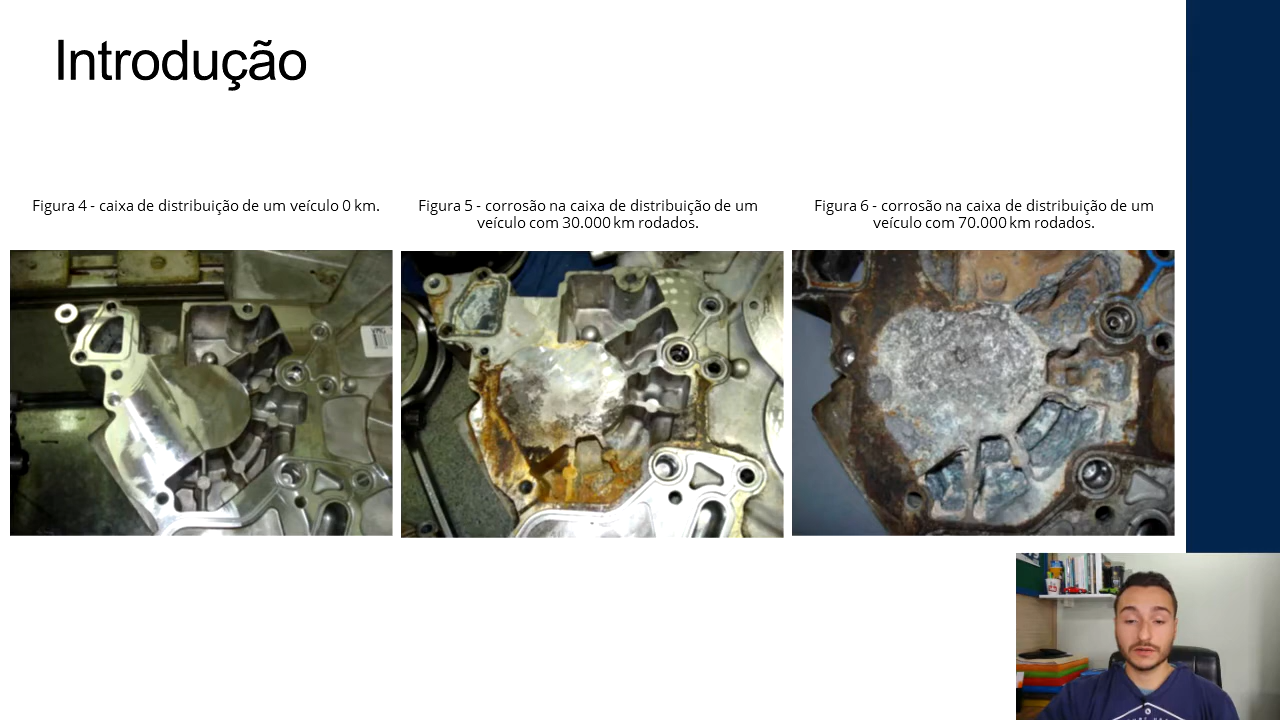 Introdução
Figura 4 - caixa de distribuição de um veículo 0 km.
Figura 5 - corrosão na caixa de distribuição de um
veículo com 30.000 km rodados.
Figura 6 - corrosão na caixa de distribuição de um
veículo com 70.000 km rodados.